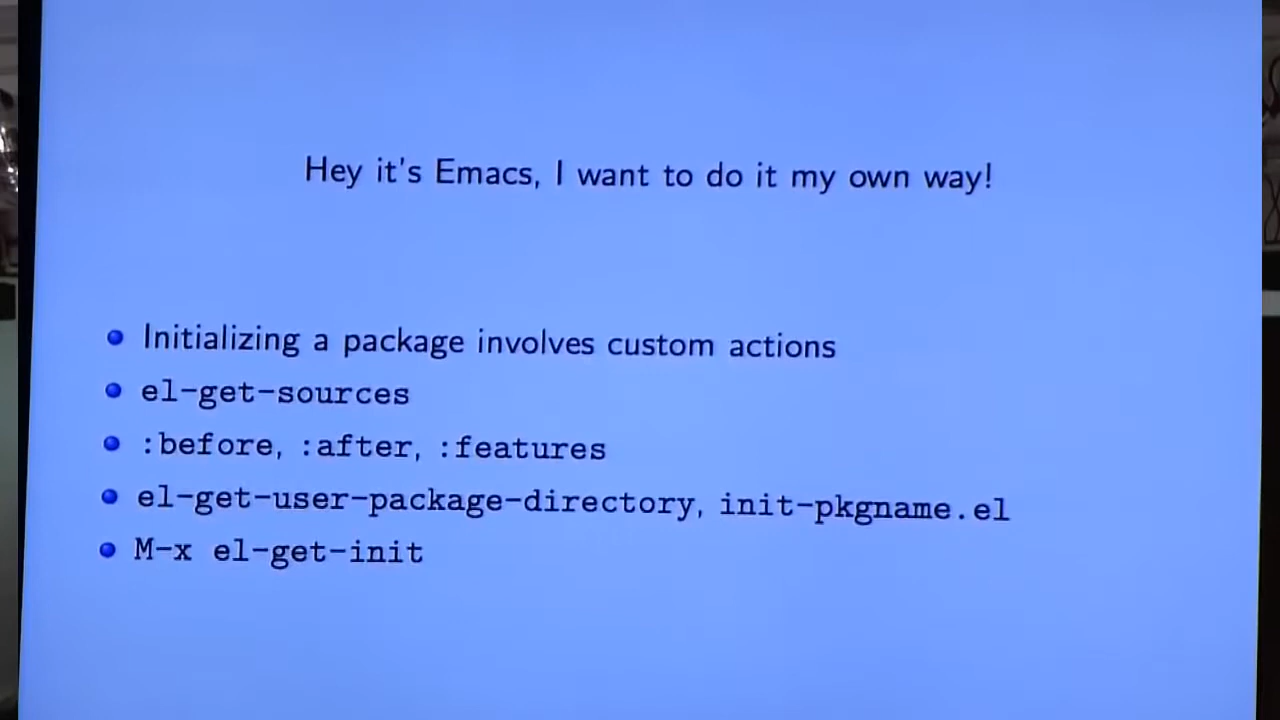 Hey it's Emacs, I want to do it my own way!
Initializing a package involves custom actions
el-get-sources
:before, :after, :features
el-get-user-package-directory, init-pkgname.el
M-x el-get-init